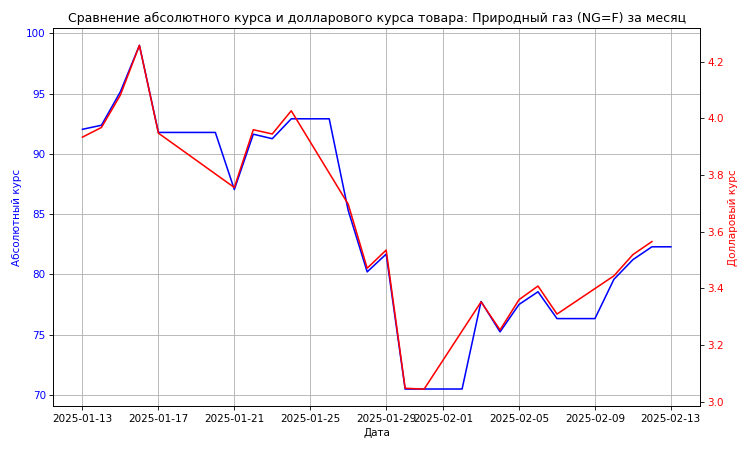 Сравнение абсолютного курса и долларового курса товара: Природный газ (NG=F) за месяц
100
95
90
85
80
75
70
Абсолютный курс
4.2
4.0
3.8
3.6
3.4
3.2
3.0
Долларовый курс
2025-01-13 2025-01-17 2025-01-21 2025-01-25 2025-01-29 2025-02-01 2025-02-05 2025-02-09 2025-02-13
Дата